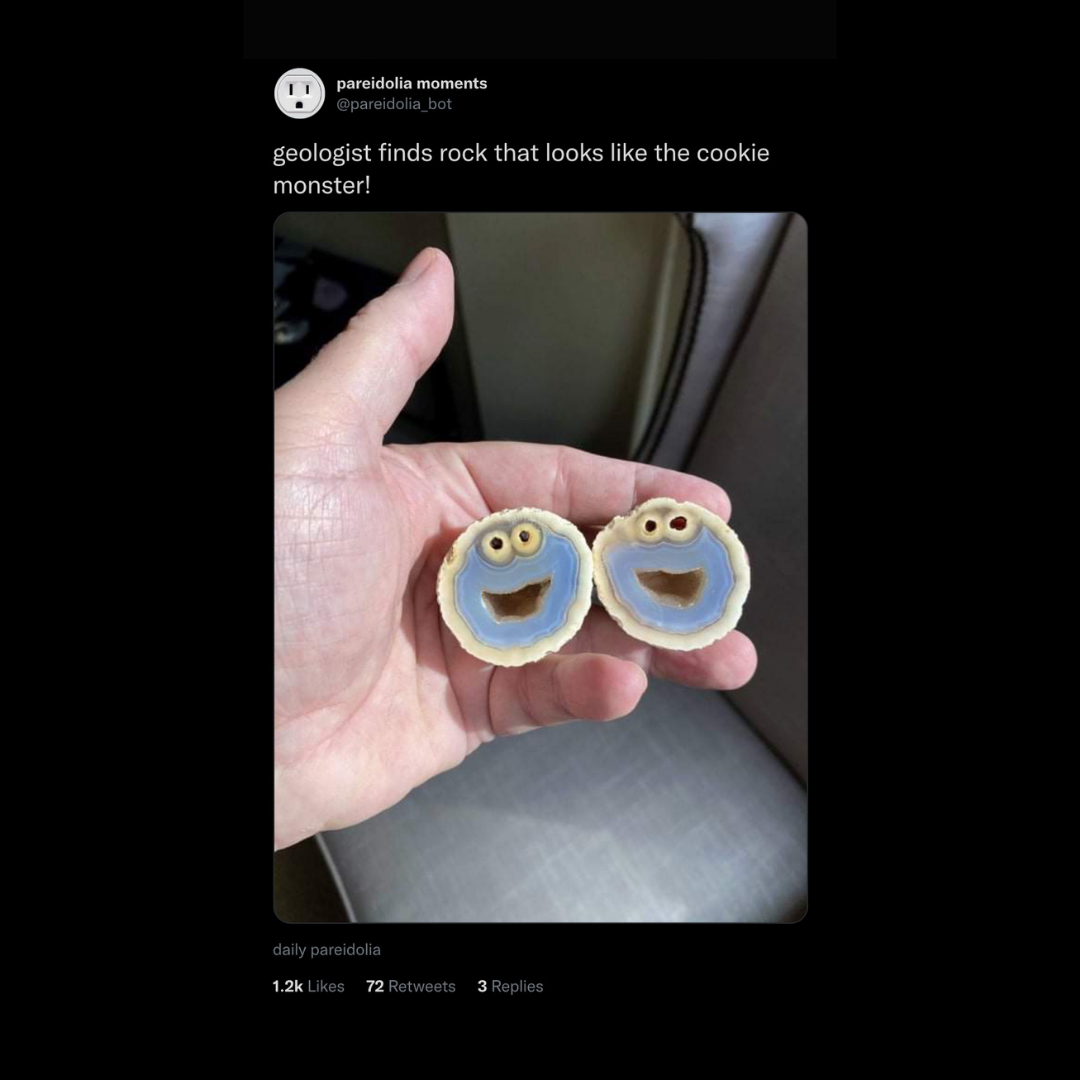 pareidolia moments
@pareidolia_bot
geologist finds rock that looks like the cookie
monster!
daily pareidolia
1.2k Likes 72 Retweets 3 Replies